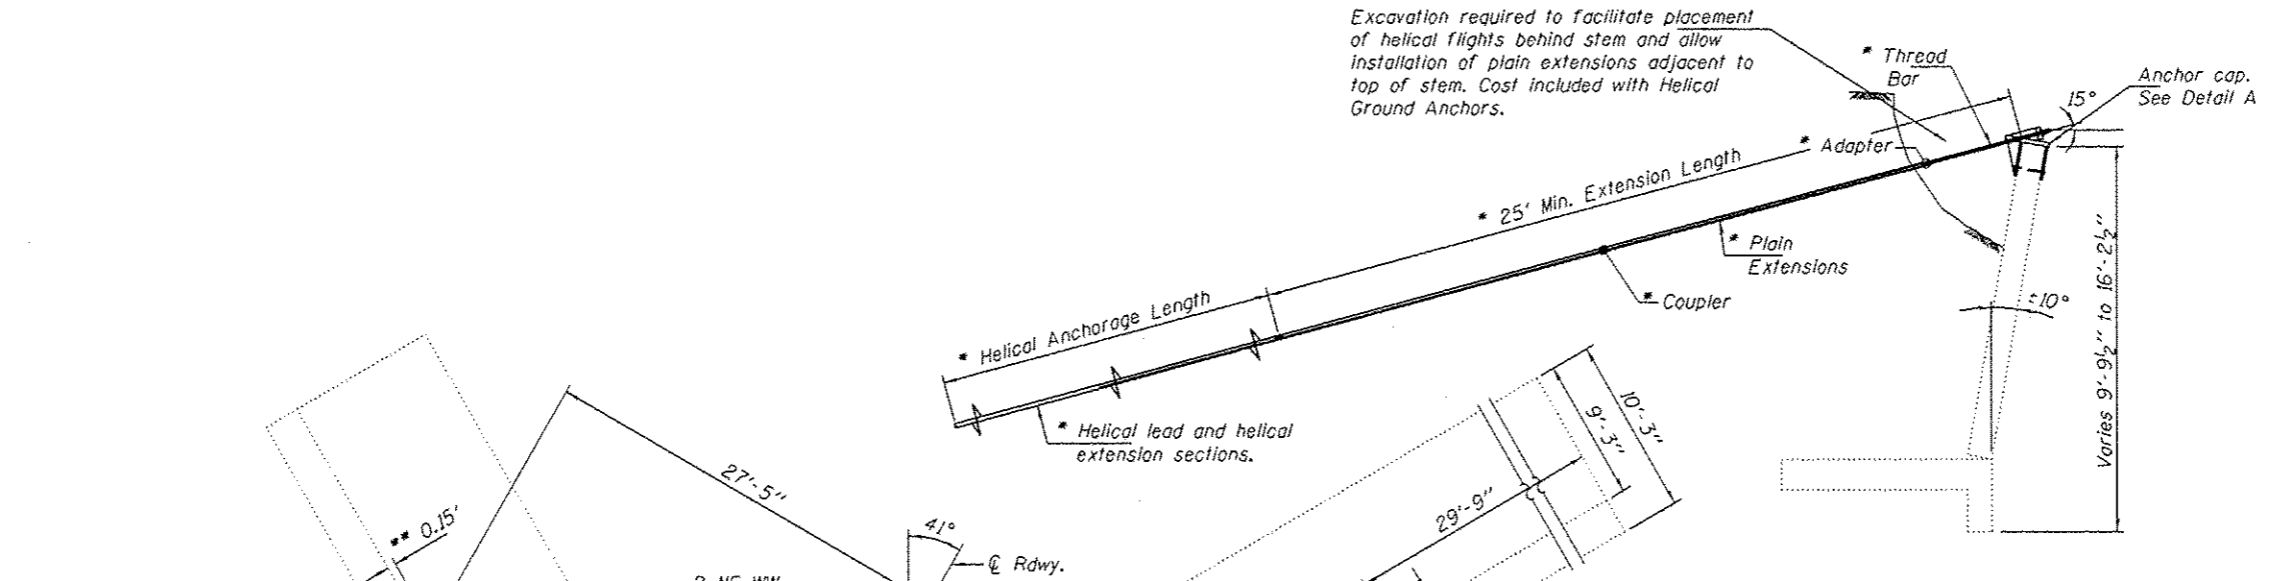 Excavation required to facilitate placement
of helical flights behind stem and allow
installation of plain extensions adjacent to
top of stem. Cost included with Helical
Ground Anchors.
* Thread
Bar
Anchor cap.
See Detail A
15°
* Adapter
* 25' Min. Extension Length
* Plain
Extensions
* Coupler
* Helical Anchorage Length
* Helical lead and helical
extension sections.
±10°
Varies 9'-9½" to 16'-2½"
10'-3"
9'-3"
29'-9"
27'-5"
** 0.15'
41°
℄ Rdwy.